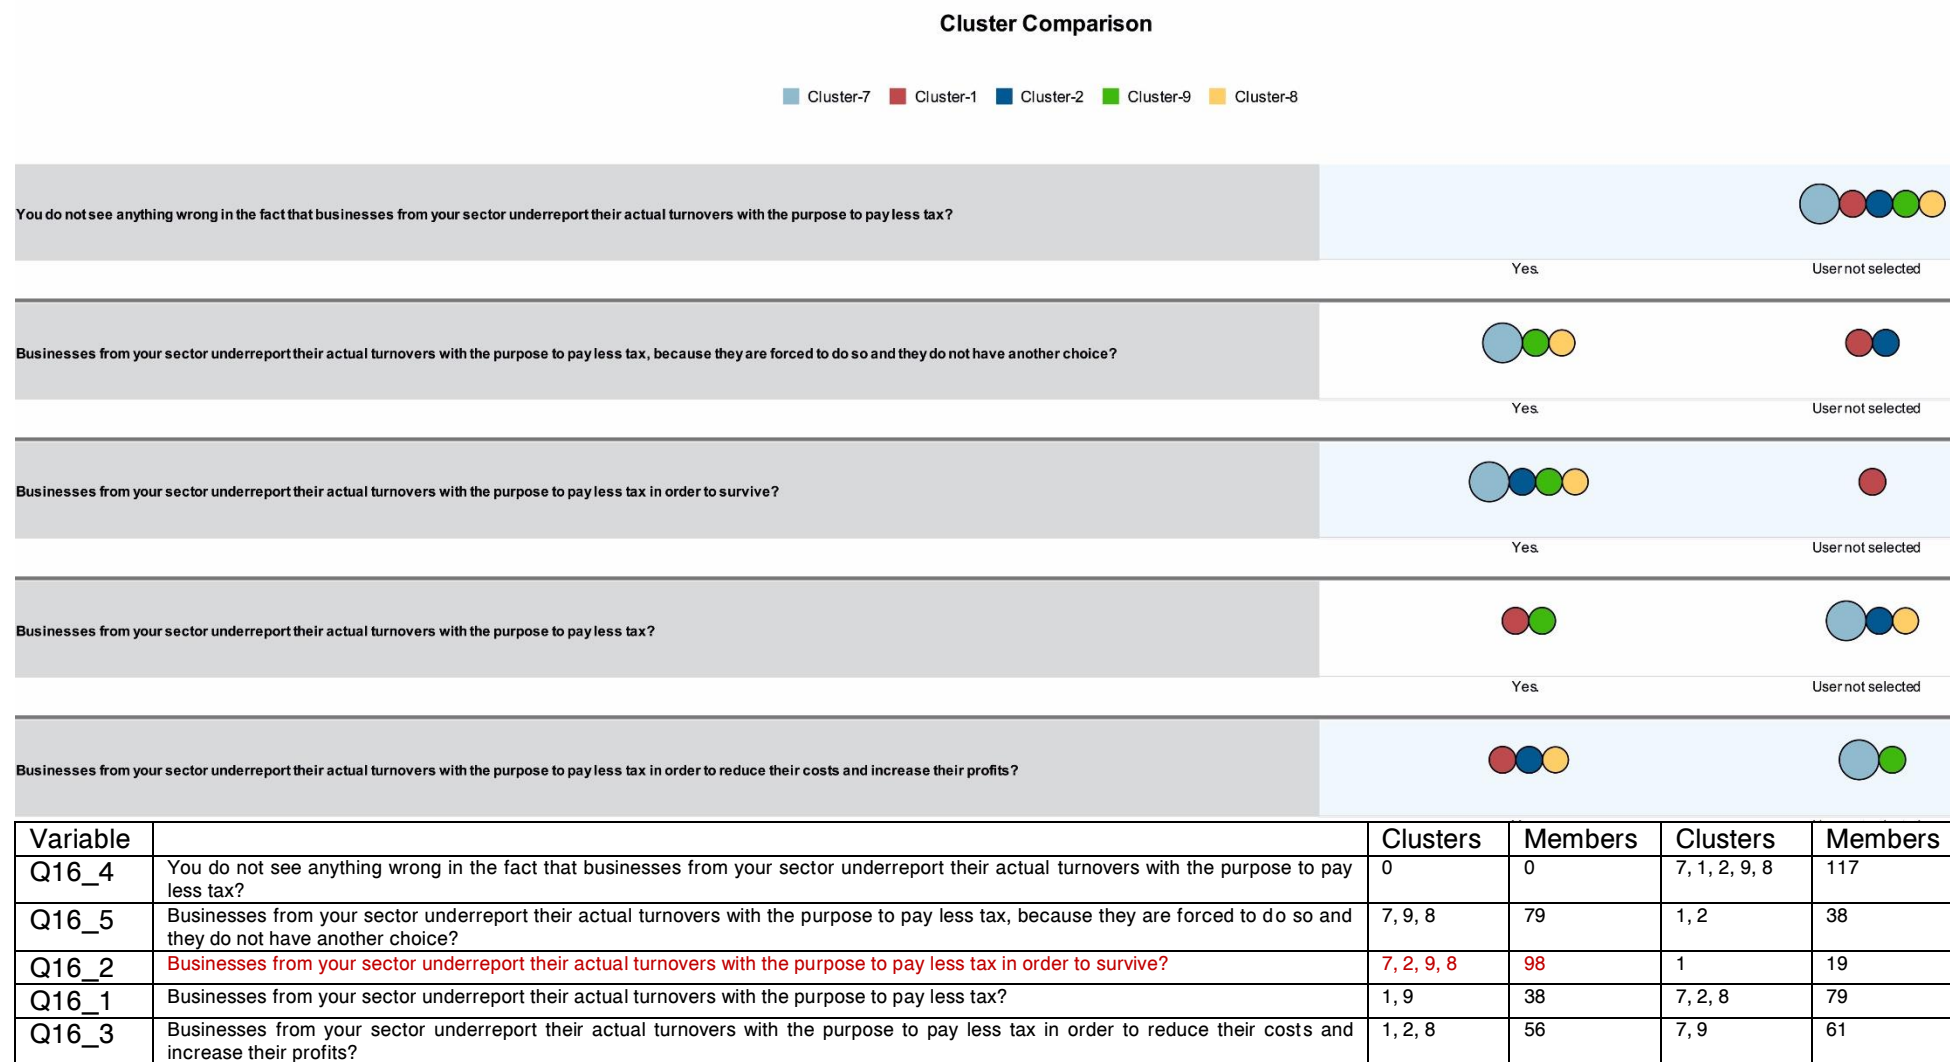 Cluster Comparison
Cluster-7 Cluster-1 Cluster-2 Cluster-9 Cluster-8
You do not see anything wrong in the fact that businesses from your sector underreport their actual turnovers with the purpose to pay less tax?
Yes. User not selected
Businesses from your sector underreport their actual turnovers with the purpose to pay less tax, because they are forced to do so and they do not have another choice?
Yes. User not selected
Businesses from your sector underreport their actual turnovers with the purpose to pay less tax in order to survive?
Yes. User not selected
Businesses from your sector underreport their actual turnovers with the purpose to pay less tax?
Yes. User not selected
Businesses from your sector underreport their actual turnovers with the purpose to pay less tax in order to reduce their costs and increase their profits?
Variable Clusters Members Clusters Members
Q16_4 You do not see anything wrong in the fact that businesses from your sector underreport their actual turnovers with the purpose to pay 0 0 7, 1, 2, 9, 8 117
less tax?
Q16_5 Businesses from your sector underreport their actual turnovers with the purpose to pay less tax, because they are forced to do so and 7, 9, 8 79 1, 2 38
they do not have another choice?
Q16_2 Businesses from your sector underreport their actual turnovers with the purpose to pay less tax in order to survive? 7, 2, 9, 8 98 1 19
Q16_1 Businesses from your sector underreport their actual turnovers with the purpose to pay less tax? 1, 9 38 7, 2, 8 79
Q16_3 Businesses from your sector underreport their actual turnovers with the purpose to pay less tax in order to reduce their costs and 1, 2, 8 56 7, 9 61
increase their profits?